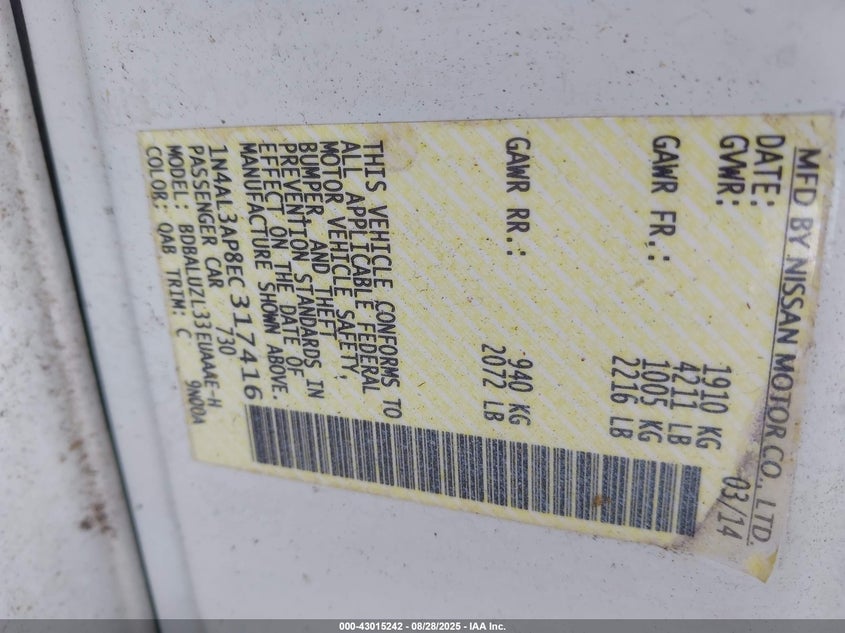 MFD BY NISSAN MOTOR CO., LTD.
DATE: 03/14
GVWR: 1910 KG
4211 LB
GAWR FR.: 1005 KG
2216 LB
GAWR RR.: 940 KG
2072 LB
THIS VEHICLE CONFORMS TO
ALL APPLICABLE FEDERAL
MOTOR VEHICLE SAFETY,
BUMPER, AND THEFT
PREVENTION STANDARDS IN
EFFECT ON THE DATE OF
MANUFACTURE SHOWN ABOVE.
1N4AL3AP8EC317416
PASSENGER CAR 730
MODEL: BDBALUZL33EUAAAE-H
COLOR: QAB TRIM: C 9W00A
000-43015242 - 08/28/2025 - IAA Inc.